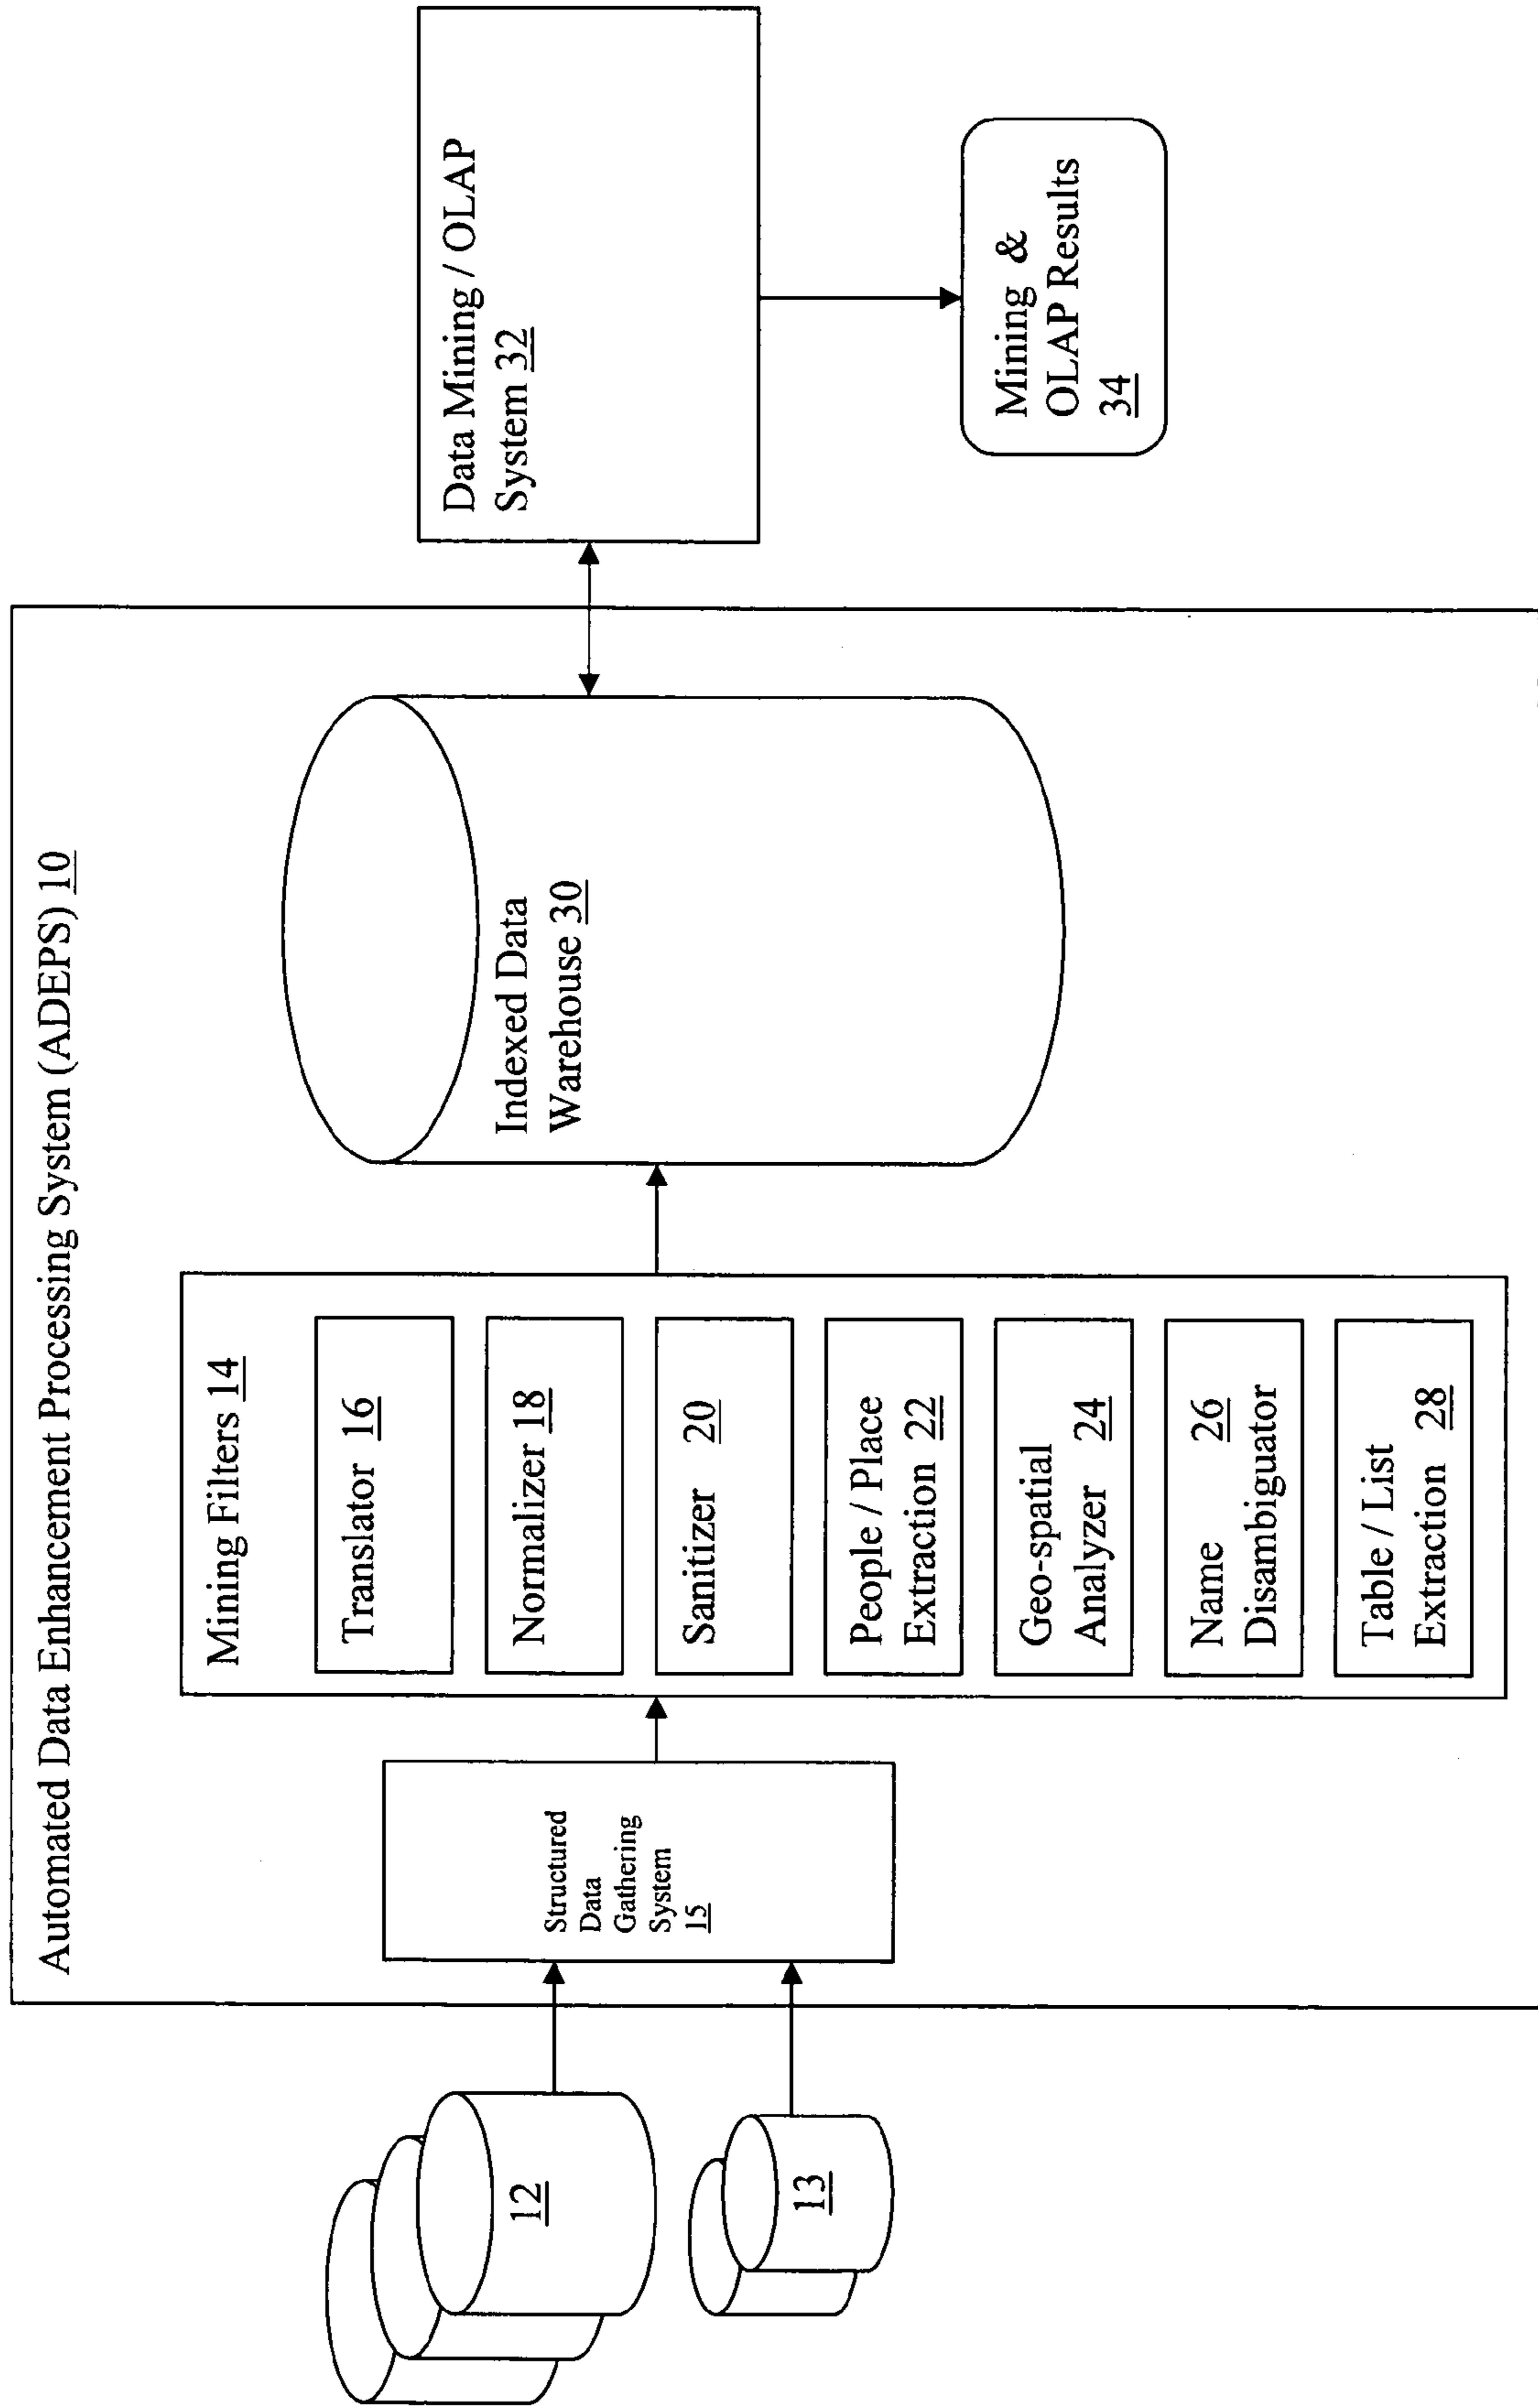 Automated Data Enhancement Processing System (ADEPS) 10
12
13
Structured
Data
Gathering
System
15
Mining Filters 14
Translator 16
Normalizer 18
Sanitizer 20
People / Place
Extraction 22
Geo-spatial
Analyzer 24
Name 26
Disambiguator
Table / List
Extraction 28
Indexed Data
Warehouse 30
Data Mining / OLAP
System 32
Mining &
OLAP Results
34